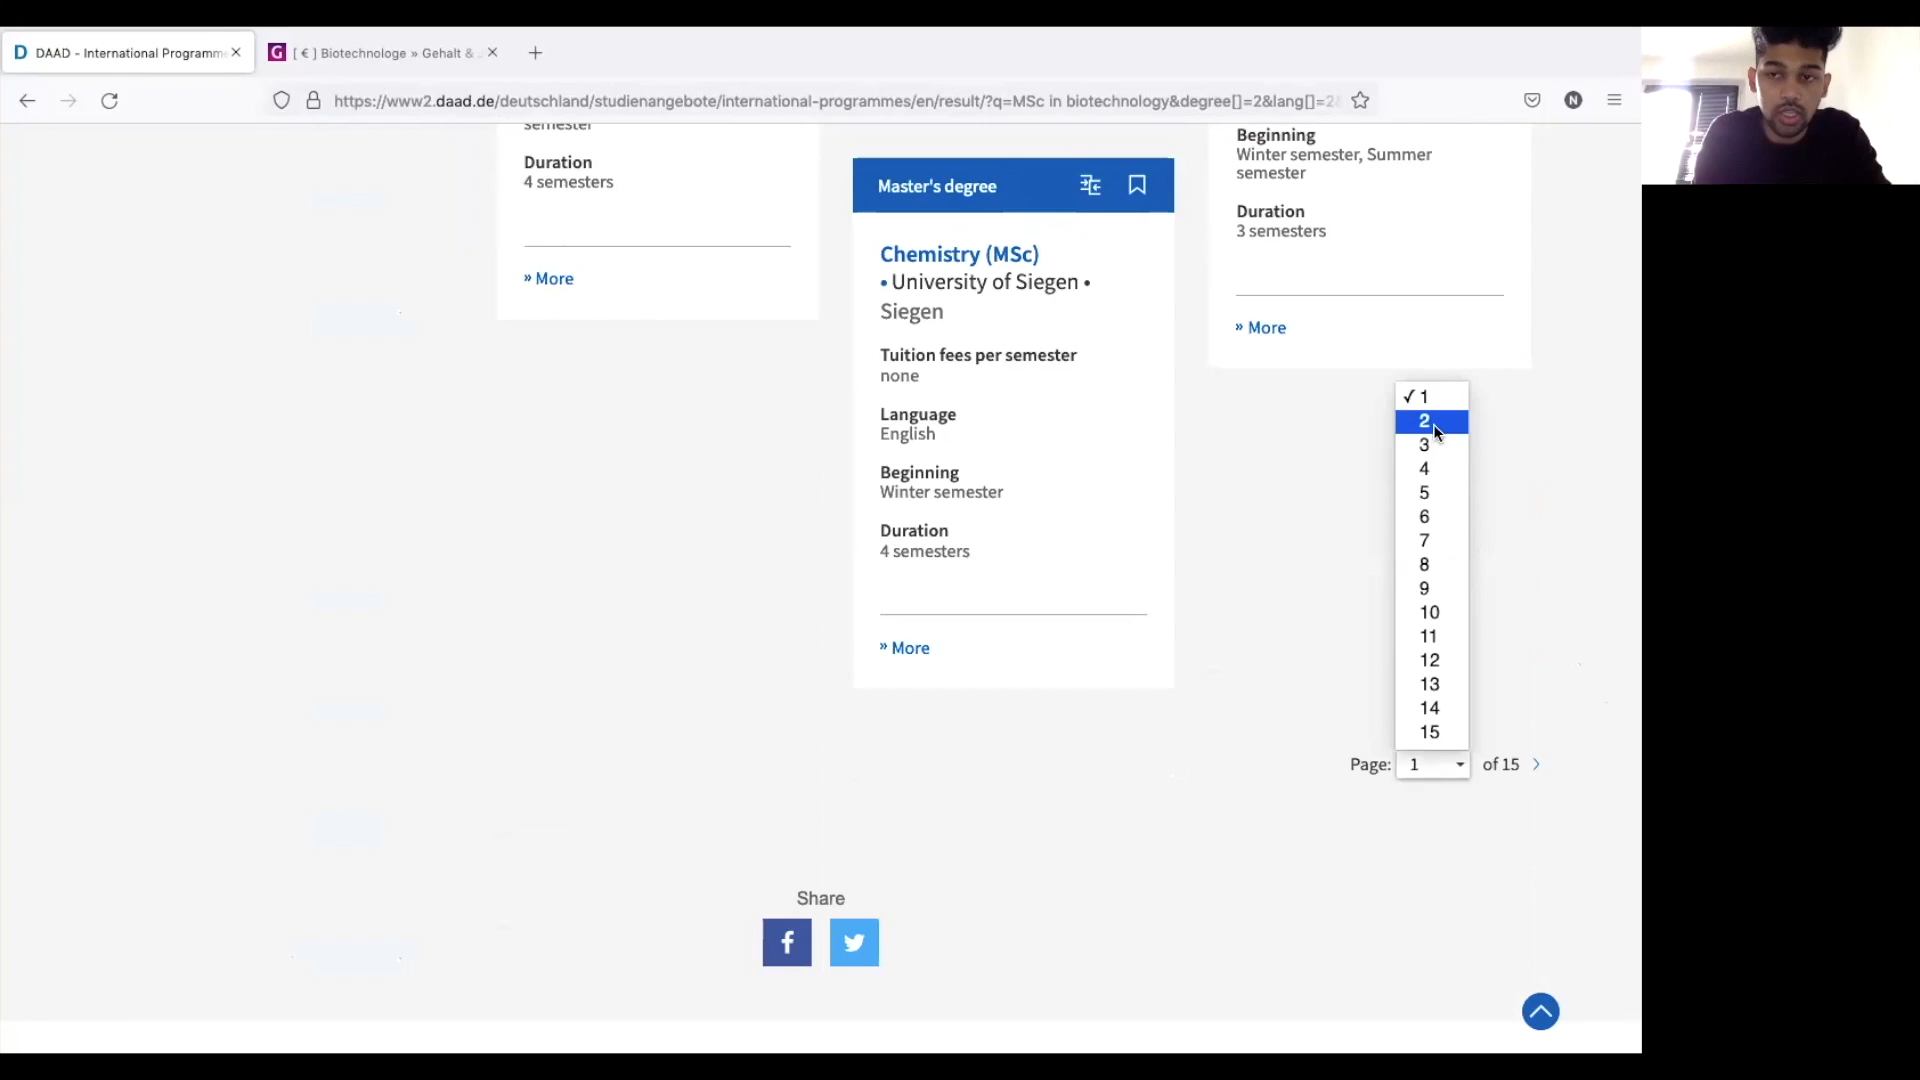 DAAD - International Programm
[ € ] Biotechnologe » Gehalt &
https://www2.daad.de/deutschland/studienangebote/international-programmes/en/result/?q=MSc in biotechnology&degree[]=2&lang[]=2
N
semester
Duration
4 semesters
» More
Master's degree
Chemistry (MSc)
• University of Siegen •
Siegen
Tuition fees per semester
none
Language
English
Beginning
Winter semester
Duration
4 semesters
» More
Beginning
Winter semester, Summer
semester
Duration
3 semesters
» More
✓ 1
2
3
4
5
6
7
8
9
10
11
12
13
14
15
Page: 1 of 15 >
Share